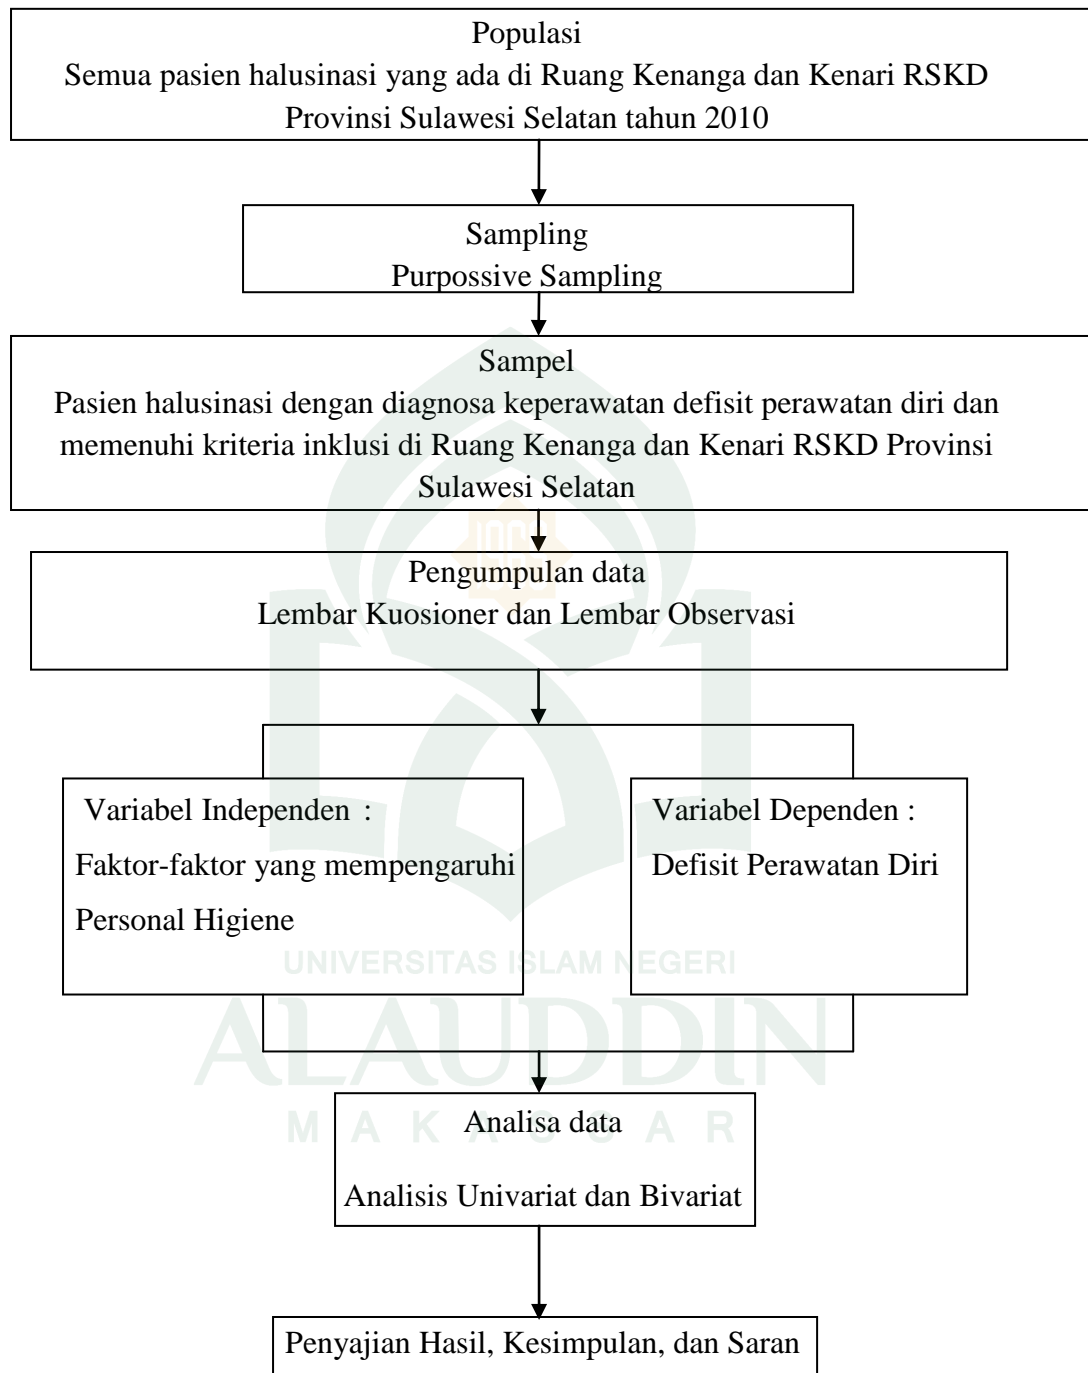 Populasi
Semua pasien halusinasi yang ada di Ruang Kenanga dan Kenari RSKD
Provinsi Sulawesi Selatan tahun 2010
Sampling
Purpossive Sampling
Sampel
Pasien halusinasi dengan diagnosa keperawatan defisit perawatan diri dan
memenuhi kriteria inklusi di Ruang Kenanga dan Kenari RSKD Provinsi
Sulawesi Selatan
1965
Pengumpulan data
Lembar Kuosioner dan Lembar Observasi
Variabel Independen :
Faktor-faktor yang mempengaruhi
Personal Higiene
Variabel Dependen :
Defisit Perawatan Diri
UNIVERSITAS ISLAM NEGERI
ALAUDDIN
MAKASSAR
Analisa data
Analisis Univariat dan Bivariat
Penyajian Hasil, Kesimpulan, dan Saran